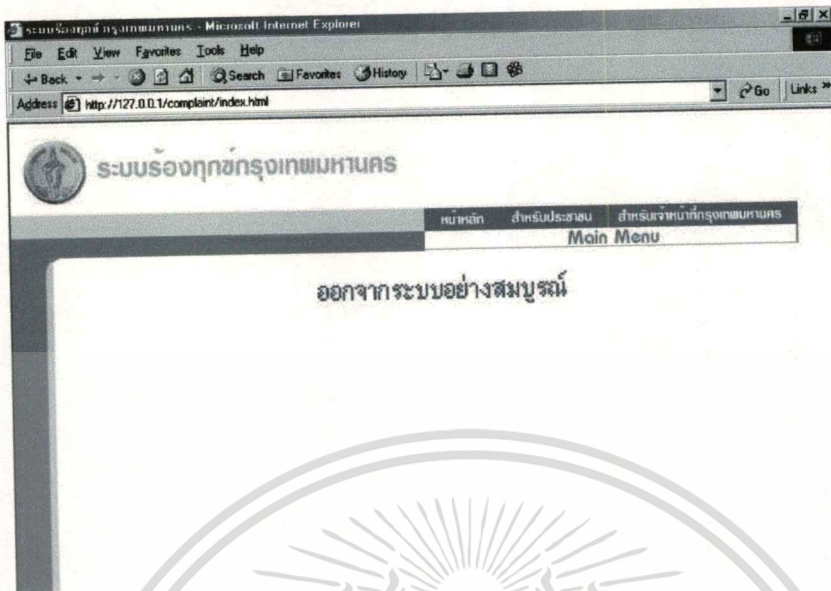 ระบบร้องทุกข์ กรุงเทพมหานคร - Microsoft Internet Explorer
File Edit View Favorites Tools Help
Back Search Favorites History
Address http://127.0.0.1/complaint/index.html Go Links »
ระบบร้องทุกข์กรุงเทพมหานคร
หน้าหลัก สำหรับประชาชน สำหรับเจ้าหน้าที่กรุงเทพมหานคร
Main Menu
ออกจากระบบอย่างสมบูรณ์